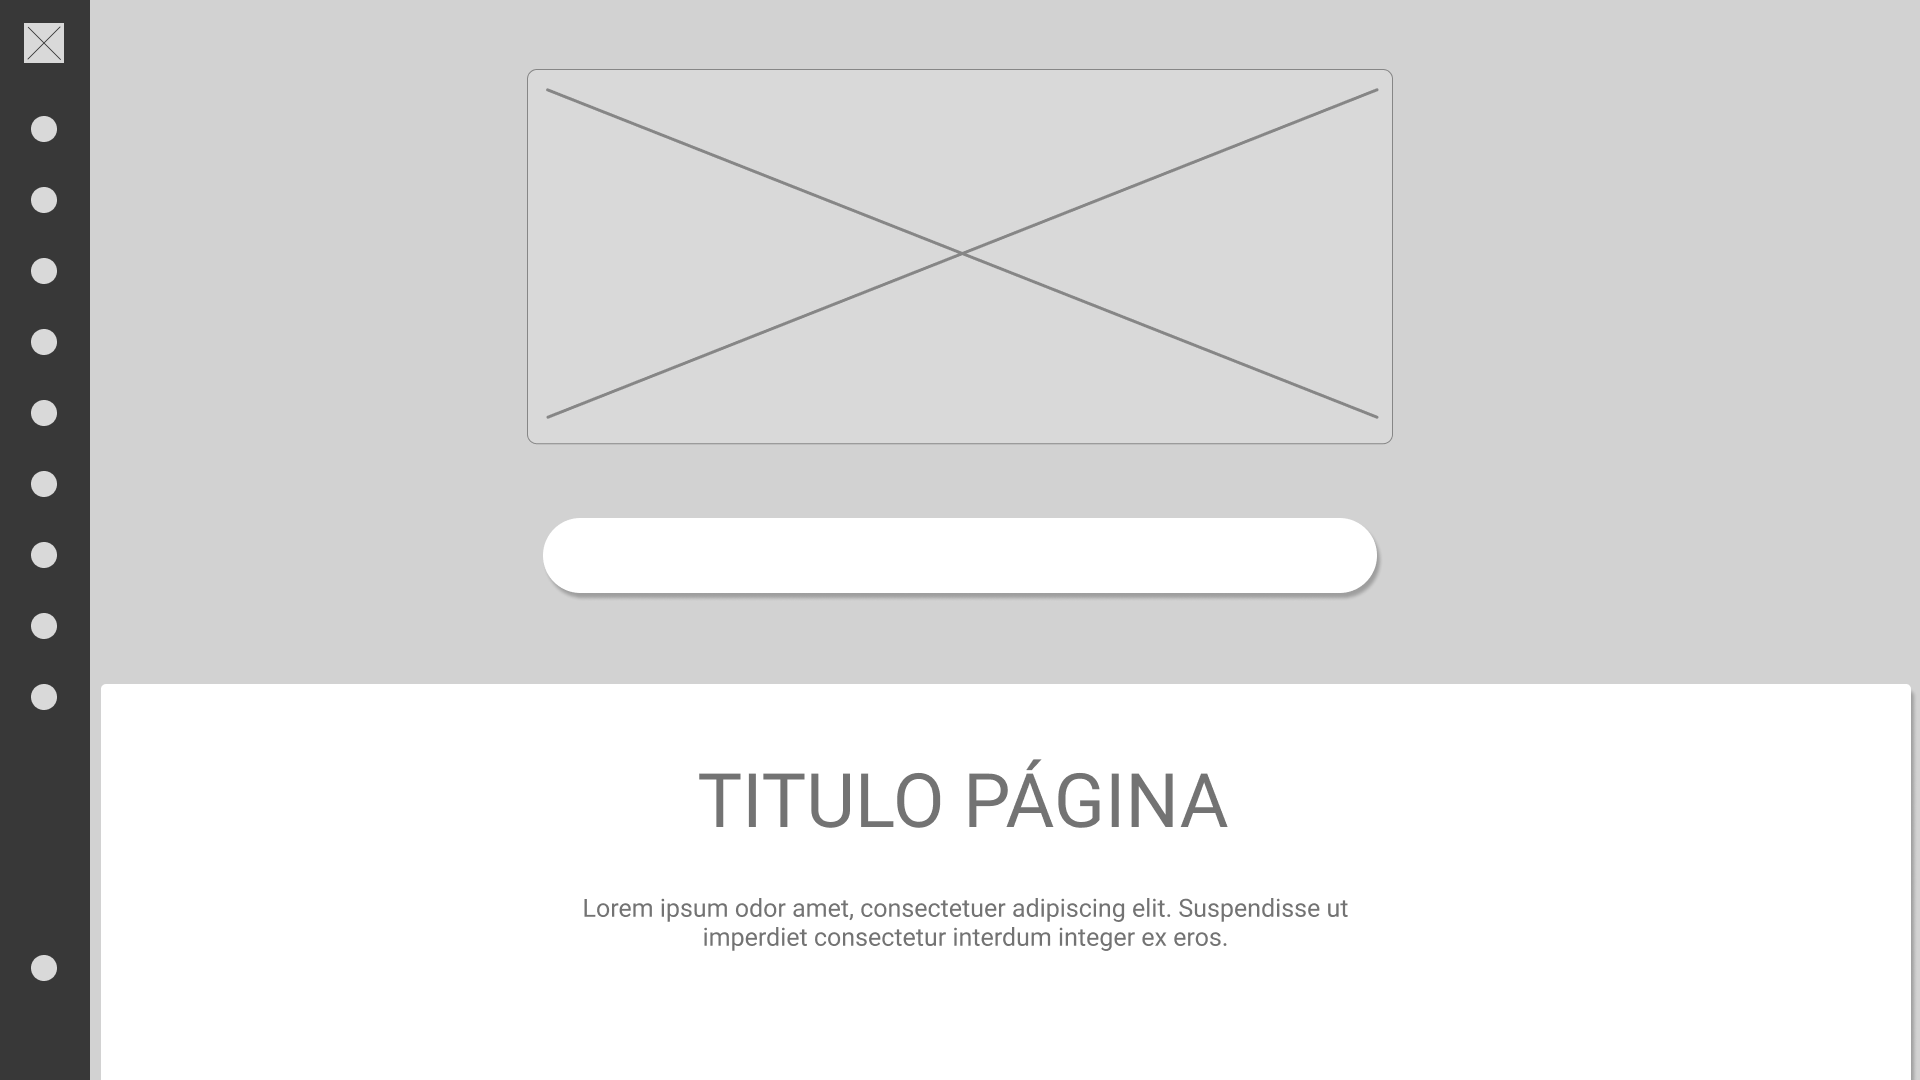 TITULO PÁGINA
Lorem ipsum odor amet, consectetuer adipiscing elit. Suspendisse ut
imperdiet consectetur interdum integer ex eros.